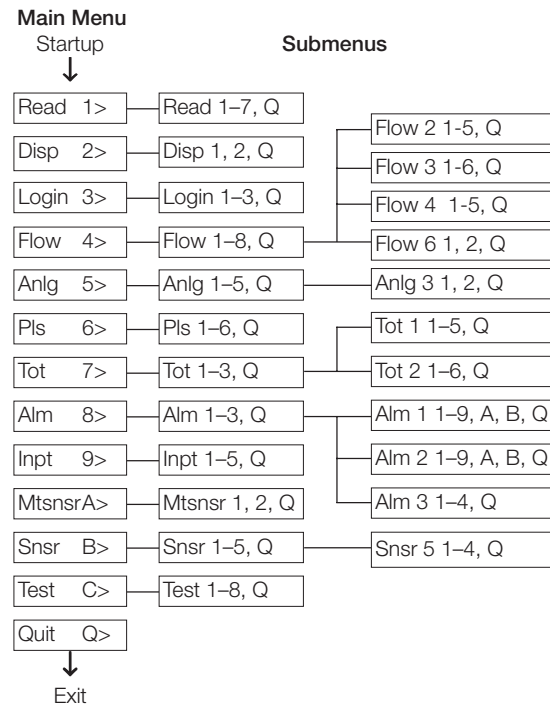 Main Menu
Startup
Submenus
Read 1>
Read 1–7, Q
Flow 2 1-5, Q
Disp 2>
Disp 1, 2, Q
Flow 3 1-6, Q
Login 3>
Login 1–3, Q
Flow 4 1-5, Q
Flow 4>
Flow 1–8, Q
Flow 6 1, 2, Q
Anlg 5>
Anlg 1–5, Q
Anlg 3 1, 2, Q
Pls 6>
Pls 1–6, Q
Tot 1 1–5, Q
Tot 7>
Tot 1–3, Q
Tot 2 1–6, Q
Alm 8>
Alm 1–3, Q
Alm 1 1–9, A, B, Q
Inpt 9>
Inpt 1–5, Q
Alm 2 1–9, A, B, Q
MtsnsrA>
Mtsnsr 1, 2, Q
Alm 3 1–4, Q
Snsr B>
Snsr 1–5, Q
Snsr 5 1–4, Q
Test C>
Test 1–8, Q
Quit Q>
Exit